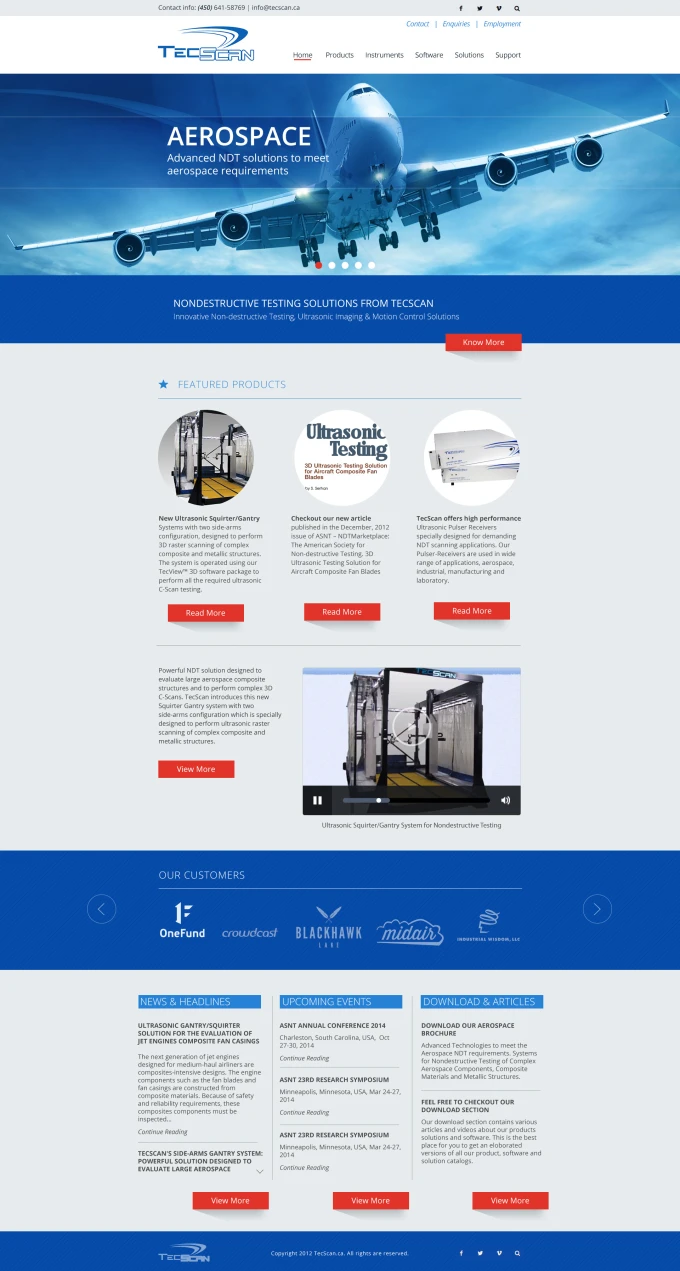 Contact info: (450) 641-58769 | info@tecscan.ca
Contact | Enquiries | Employment
TECSCAN
Home Products Instruments Software Solutions Support
AEROSPACE
Advanced NDT solutions to meet
aerospace requirements
NONDESTRUCTIVE TESTING SOLUTIONS FROM TECSCAN
Innovative Non-destructive Testing, Ultrasonic Imaging & Motion Control Solutions
Know More
FEATURED PRODUCTS
Ultrasonic
Testing
3D Ultrasonic Testing Solution
for Aircraft Composite Fan
Blades
TECSCAN
New Ultrasonic Squirter/Gantry
Systems with two side-arms
configuration, designed to perform
3D raster scanning of complex
composite and metallic structures.
The system is operated using our
TecView™ 3D software package to
perform all the required ultrasonic
C-Scan testing.
Read More
Checkout our new article
published in the December, 2012
issue of ASNT – NDTMarketplace:
The American Society for
Non-destructive Testing, 3D
Ultrasonic Testing Solution for
Aircraft Composite Fan Blades
Read More
TecScan offers high performance
Ultrasonic Pulser Receivers
specially designed for demanding
NDT scanning applications. Our
Pulser-Receivers are used in wide
range of applications, aerospace,
industrial, manufacturing and
laboratory.
Read More
Powerful NDT solution designed to
evaluate large aerospace composite
structures and to perform complex 3D
C-Scans. TecScan introduces this new
Squirter Gantry system with two
side-arms configuration which is specially
designed to perform ultrasonic raster
scanning of complex composite and
metallic structures.
View More
TECSCAN
Ultrasonic Squirter/Gantry System for Nondestructive Testing
OUR CUSTOMERS
OneFund
crowdcast
BLACKHAWK
LAKE
midair
INDUSTRIAL WISDOM, LLC
NEWS & HEADLINES
ULTRASONIC GANTRY/SQUIRTER
SOLUTION FOR THE EVALUATION OF
JET ENGINES COMPOSITE FAN CASINGS
The next generation of jet engines
designed for medium-haul airliners are
composites-intensive designs. The engine
components such as the fan blades and
fan casings are constructed from
composite materials. Because of safety
and reliability requirements, these
composites components must be
inspected...
Continue Reading
TECSCAN'S SIDE-ARMS GANTRY SYSTEM:
POWERFUL SOLUTION DESIGNED TO
EVALUATE LARGE AEROSPACE
View More
UPCOMING EVENTS
ASNT ANNUAL CONFERENCE 2014
Charleston, South Carolina, USA, Oct
27-30, 2014
Continue Reading
ASNT 23RD RESEARCH SYMPOSIUM
Minneapolis, Minnesota, USA, Mar 24-27,
2014
Continue Reading
ASNT 23RD RESEARCH SYMPOSIUM
Minneapolis, Minnesota, USA, Mar 24-27,
2014
Continue Reading
View More
DOWNLOAD & ARTICLES
DOWNLOAD OUR AEROSPACE
BROCHURE
Advanced Technologies to meet the
Aerospace NDT requirements. Systems
for Nondestructive Testing of Complex
Aerospace Components, Composite
Materials and Metallic Structures.
FEEL FREE TO CHECKOUT OUR
DOWNLOAD SECTION
Our download section contains various
articles and videos about our products
solutions and software. This is the best
place for you to get an eloborated
versions of all our product, software and
solution catalogs.
View More
TECSCAN
Copyright 2012 TecScan.ca. All rights are reserved.